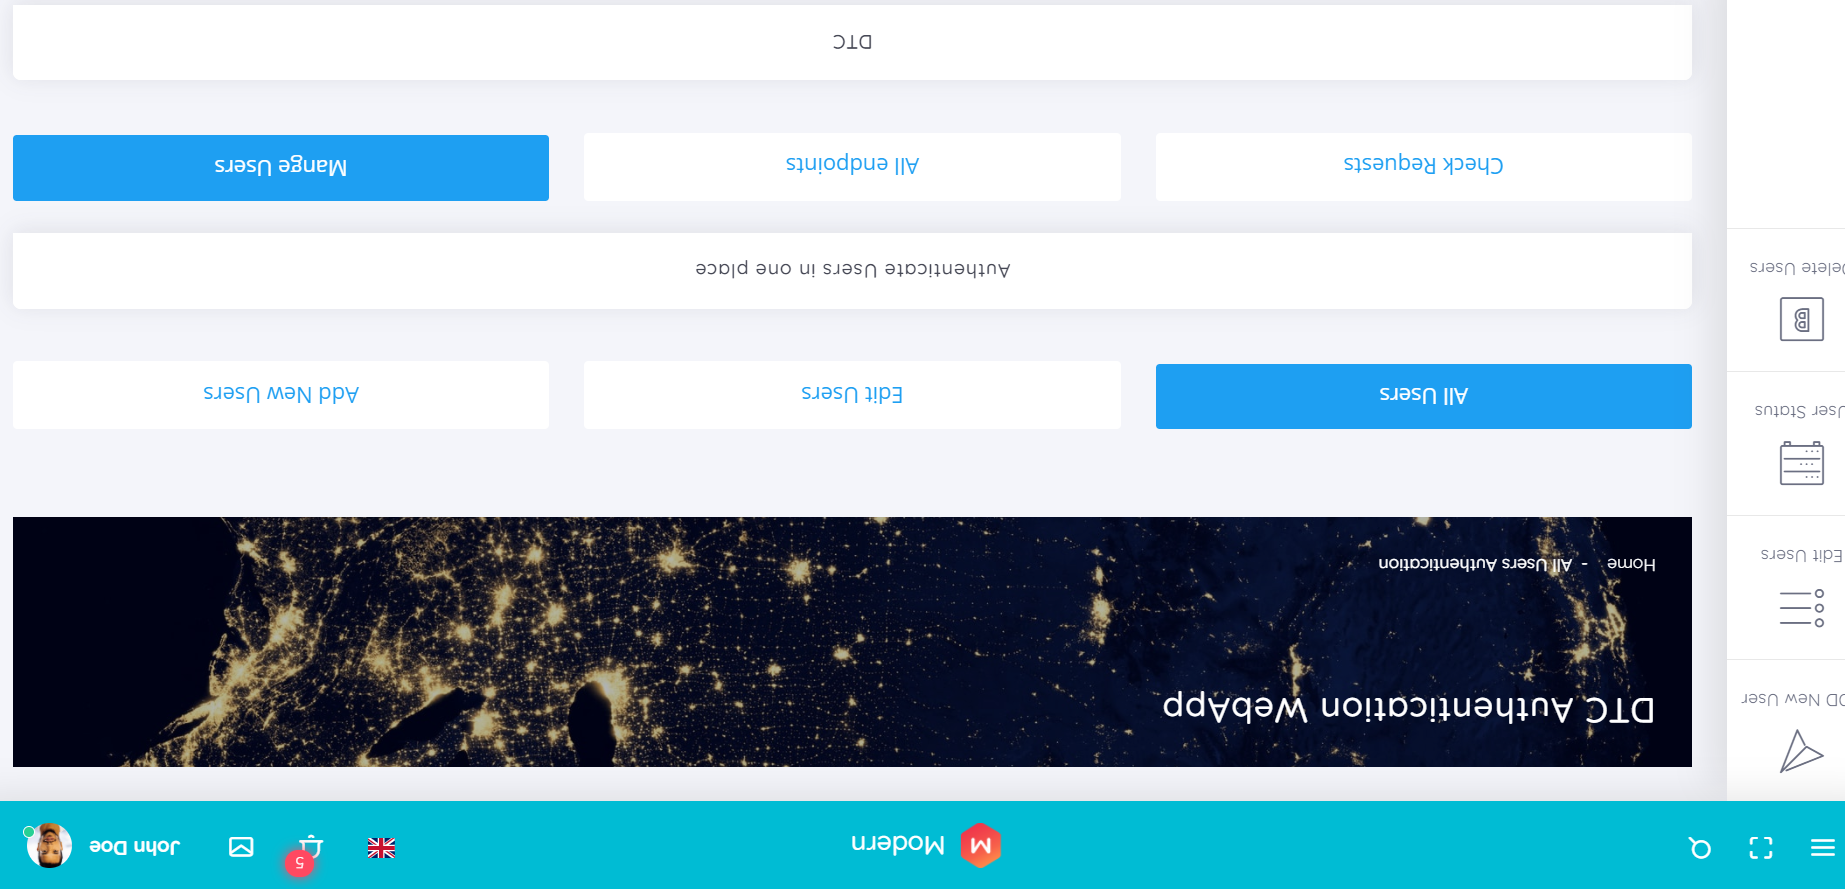 Modern
5
John Doe
DD New User
Edit Users
User Status
Delete Users
DTC Authentication WebApp
Home - All Users Authentication
All Users
Edit Users
Add New Users
Authenticate Users in one place
Check Requests
All endpoints
Mange Users
DTC